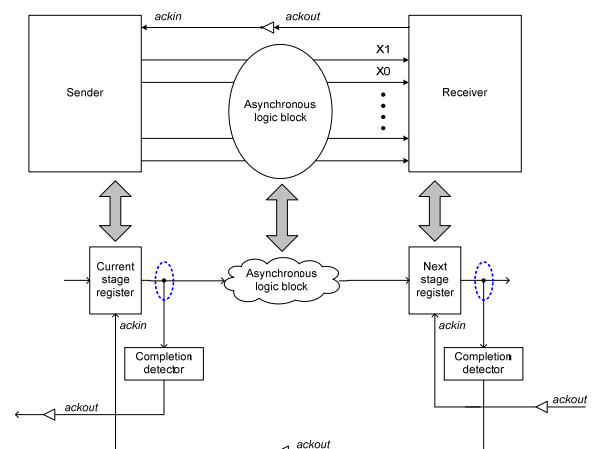 ackin
ackout
X1
X0
Sender
Asynchronous
logic block
Receiver
Current
stage
register
Asynchronous
logic block
Next
stage
register
ackin
ackin
Completion
detector
Completion
detector
ackout
ackout
ackout